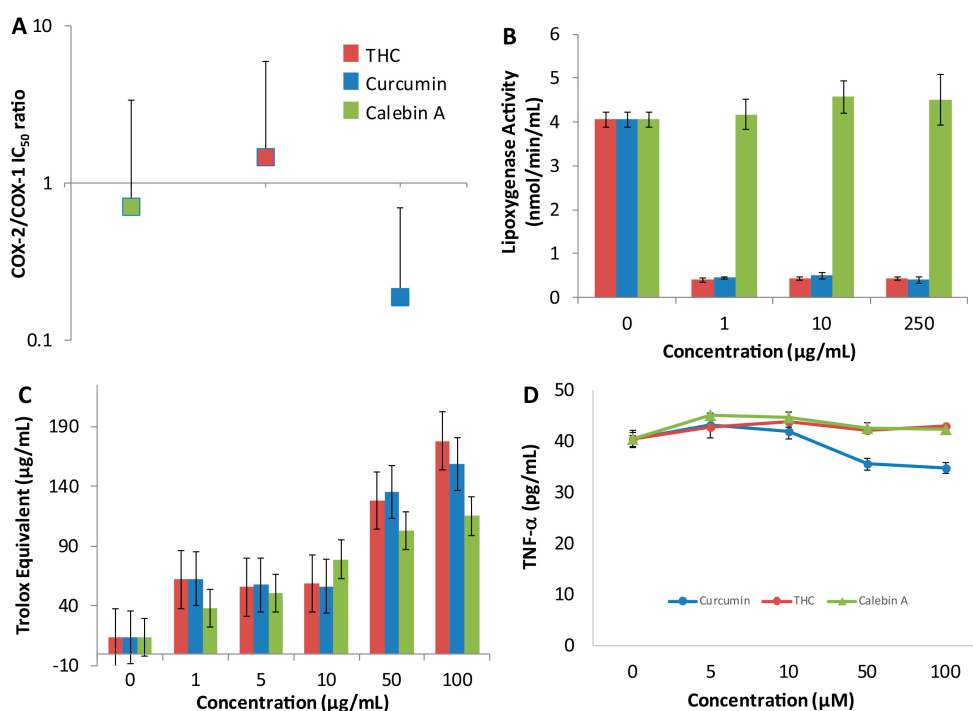 A
10
1
0.1
COX-2/COX-1 IC50 ratio
THC
Curcumin
Calebin A
B
6
5
4
3
2
1
0
Lipoxygenase Activity
(nmol/min/mL)
0 1 10 250
Concentration (µg/mL)
C
190
140
90
40
-10
Trolox Equivalent (µg/mL)
0 1 5 10 50 100
Concentration (µg/mL)
D
50
40
30
20
10
0
TNF-α (pg/mL)
Curcumin THC Calebin A
0 5 10 50 100
Concentration (µM)